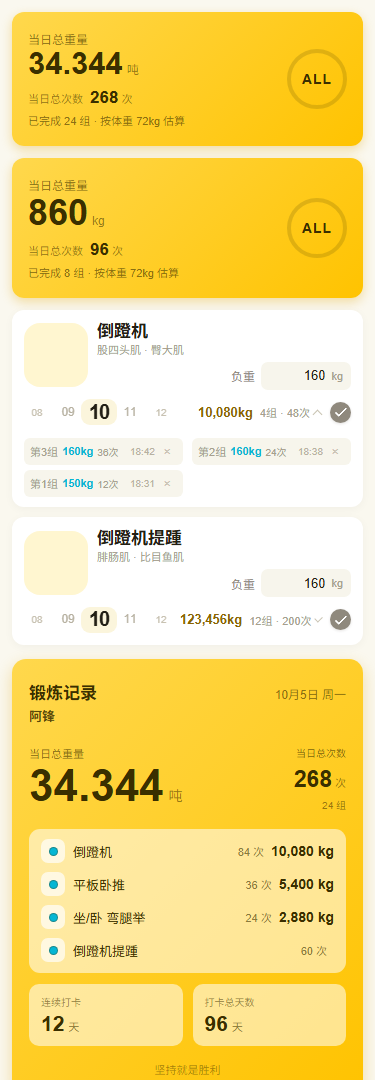 当日总重量
34.344 吨
当日总次数 268 次
已完成 24 组 · 按体重 72kg 估算
ALL
当日总重量
860 kg
当日总次数 96 次
已完成 8 组 · 按体重 72kg 估算
ALL
倒蹬机
股四头肌 · 臀大肌
负重 160 kg
08 09 10 11 12 10,080kg 4组 · 48次
第3组 160kg 36次 18:42 × 第2组 160kg 24次 18:38 ×
第1组 150kg 12次 18:31 ×
倒蹬机提踵
腓肠肌 · 比目鱼肌
负重 160 kg
08 09 10 11 12 123,456kg 12组 · 200次
锻炼记录 10月5日 周一
阿锋
当日总重量 当日总次数
34.344 吨 268 次
24 组
倒蹬机 84 次 10,080 kg
平板卧推 36 次 5,400 kg
坐/卧 弯腿举 24 次 2,880 kg
倒蹬机提踵 60 次
连续打卡 打卡总天数
12 天 96 天
坚持就是胜利